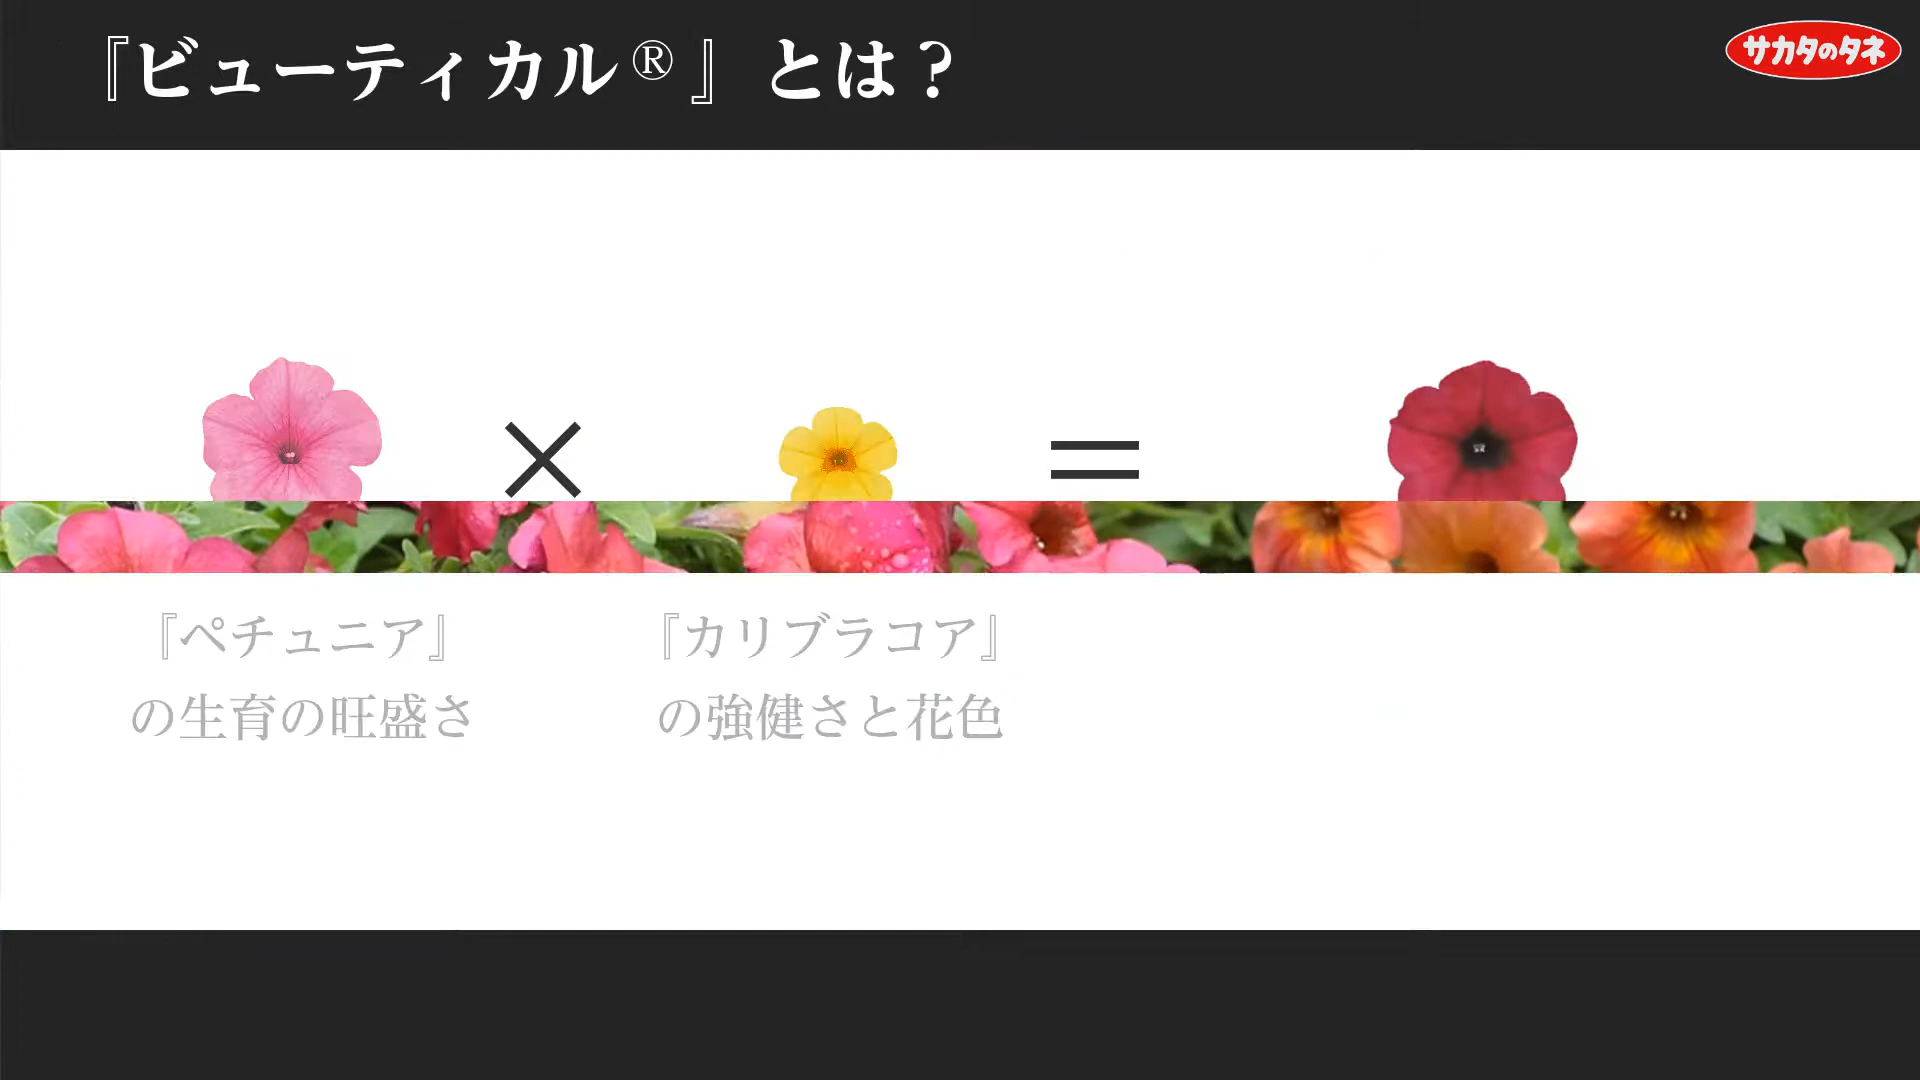 『ビューティカル®』とは？
サカタのタネ
×
=
『ペチュニア』
の生育の旺盛さ
『カリブラコア』
の強健さと花色